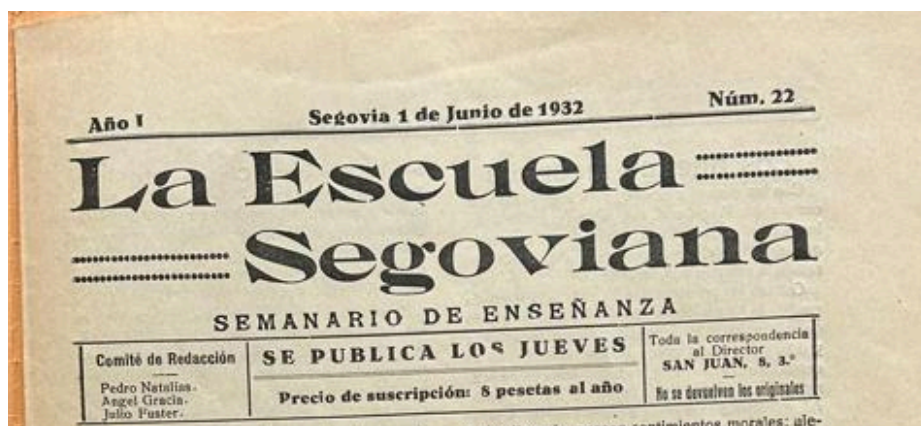 Año I Segovia 1 de Junio de 1932 Núm. 22
La Escuela
Segoviana
SEMANARIO DE ENSEÑANZA
Comité de Redacción
Pedro Natalías.
Angel Gracia.
Julio Fuster.
SE PUBLICA LOS JUEVES
Precio de suscripción: 8 pesetas al año
Toda la correspondencia
al Director
SAN JUAN, 8, 3.º
No se devuelven los originales
sentimientos morales; ale-